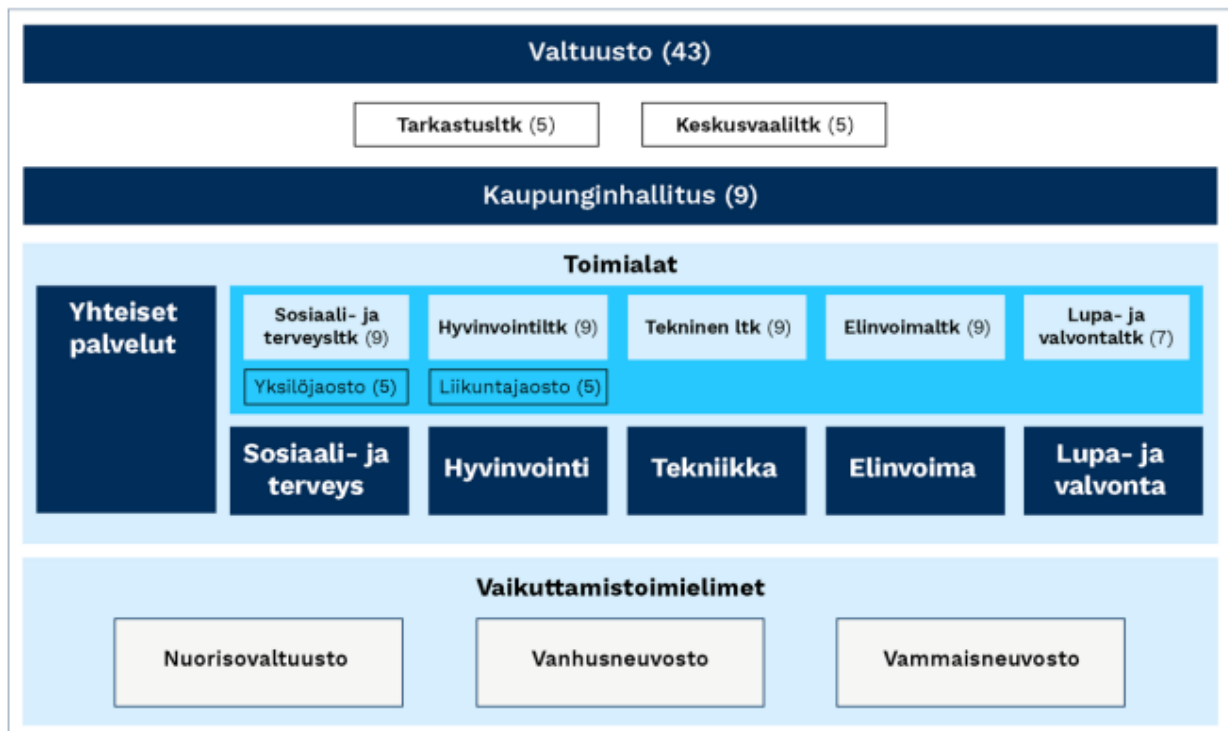 Valtuusto (43)
Tarkastusltk (5)
Keskusvaaliltk (5)
Kaupunginhallitus (9)
Toimialat
Yhteiset
palvelut
Sosiaali- ja
terveysltk (9)
Hyvinvointiltk (9)
Tekninen ltk (9)
Elinvoimaltk (9)
Lupa- ja
valvontaltk (7)
Yksilöjaosto (5)
Liikuntajaosto (5)
Sosiaali- ja
terveys
Hyvinvointi
Tekniikka
Elinvoima
Lupa- ja
valvonta
Vaikuttamistoimielimet
Nuorisovaltuusto
Vanhusneuvosto
Vammaisneuvosto